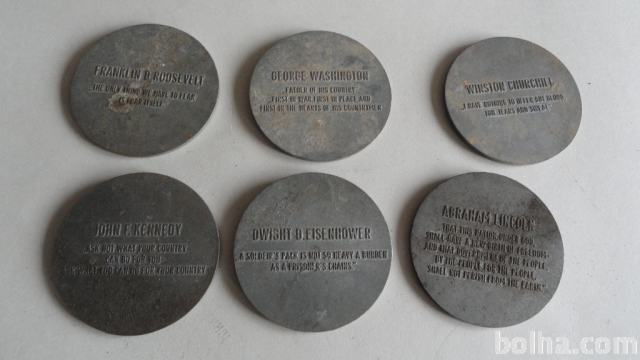 FRANKLIN D. ROOSEVELT
"THE ONLY THING WE HAVE TO FEAR
IS FEAR ITSELF"
GEORGE WASHINGTON
FATHER OF HIS COUNTRY
FIRST IN WAR, FIRST IN PEACE, AND
FIRST IN THE HEARTS OF HIS COUNTRYMEN
WINSTON CHURCHILL
"I HAVE NOTHING TO OFFER BUT BLOOD
TOIL TEARS AND SWEAT"
JOHN F. KENNEDY
"ASK NOT WHAT YOUR COUNTRY
CAN DO FOR YOU
ASK WHAT YOU CAN DO FOR YOUR COUNTRY
DWIGHT D. EISENHOWER
"A SOLDIER'S PACK IS NOT SO HEAVY A BURDEN
AS A PRISONER'S CHAINS."
ABRAHAM LINCOLN
"THAT THIS NATION, UNDER GOD,
SHALL HAVE A NEW BIRTH OF FREEDOM-
AND THAT GOVERNMENT OF THE PEOPLE,
BY THE PEOPLE, FOR THE PEOPLE,
SHALL NOT PERISH FROM THE EARTH."
bolha.com